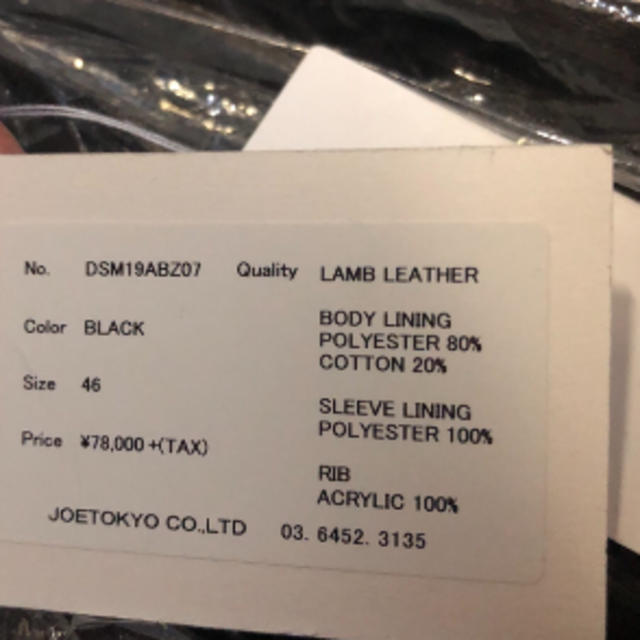 No. DSM19ABZ07 Quality LAMB LEATHER
Color BLACK BODY LINING
POLYESTER 80%
COTTON 20%
Size 46
SLEEVE LINING
POLYESTER 100%
Price ¥78,000 +(TAX)
RIB
ACRYLIC 100%
JOETOKYO CO.,LTD 03. 6452. 3135